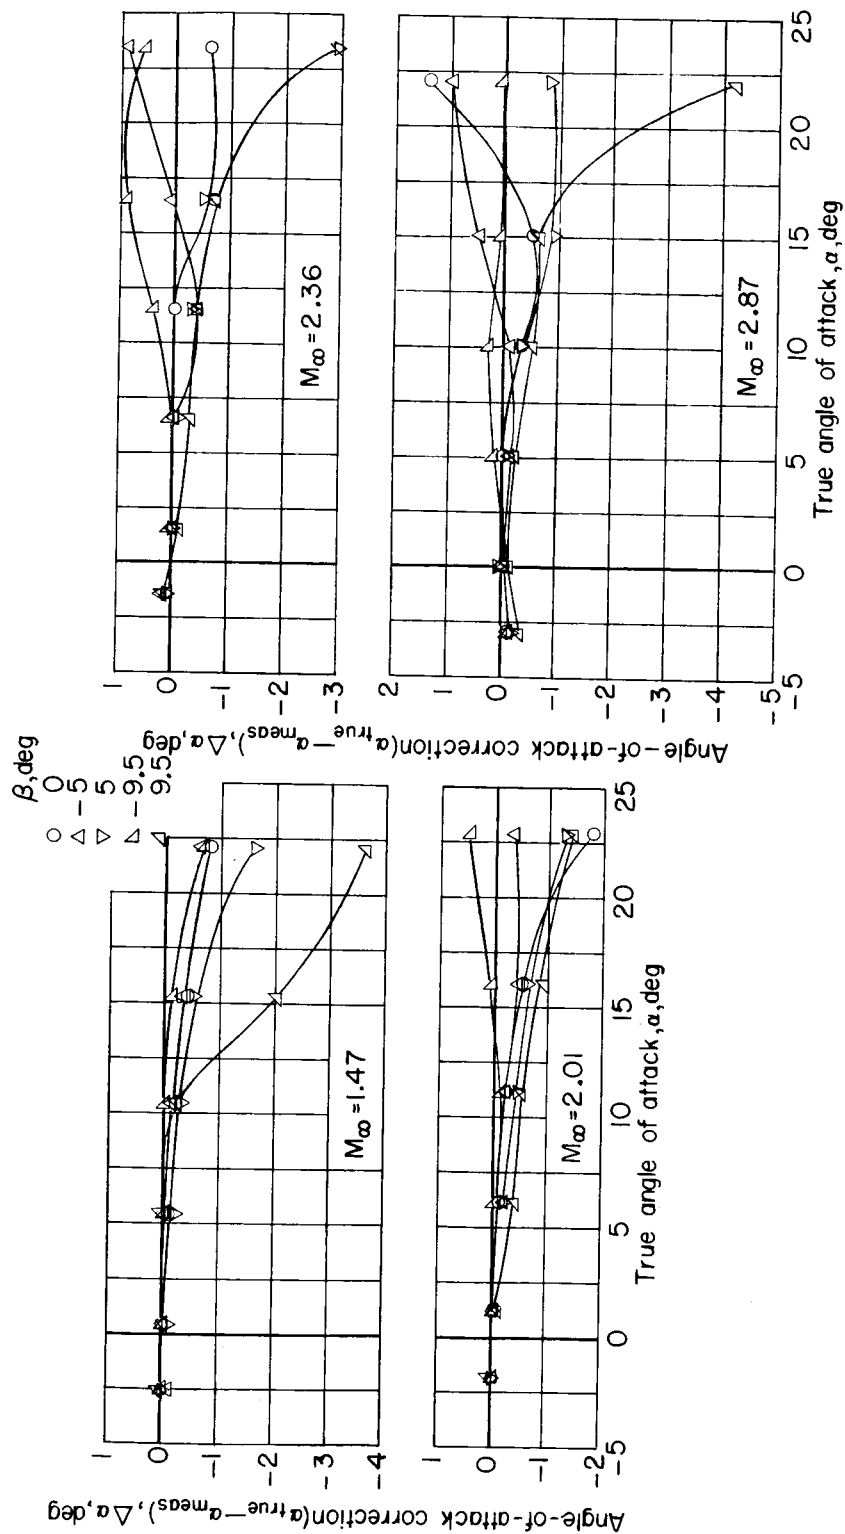 β,deg
○ 0
△ -5
▽ 5
◁ -9.5
9.5
1
0
-1
-2
-3
-4
M∞=1.47
1
0
-1
-2
M∞=2.01
-5 0 5 10 15 20 25
True angle of attack,α,deg
Angle-of-attack correction(αtrue-αmeas),Δα,deg
1
0
-1
-2
-3
M∞=2.36
2
1
0
-1
-2
-3
-4
-5
M∞=2.87
-5 0 5 10 15 20 25
True angle of attack,α,deg
Angle-of-attack correction(αtrue-αmeas),Δα,deg